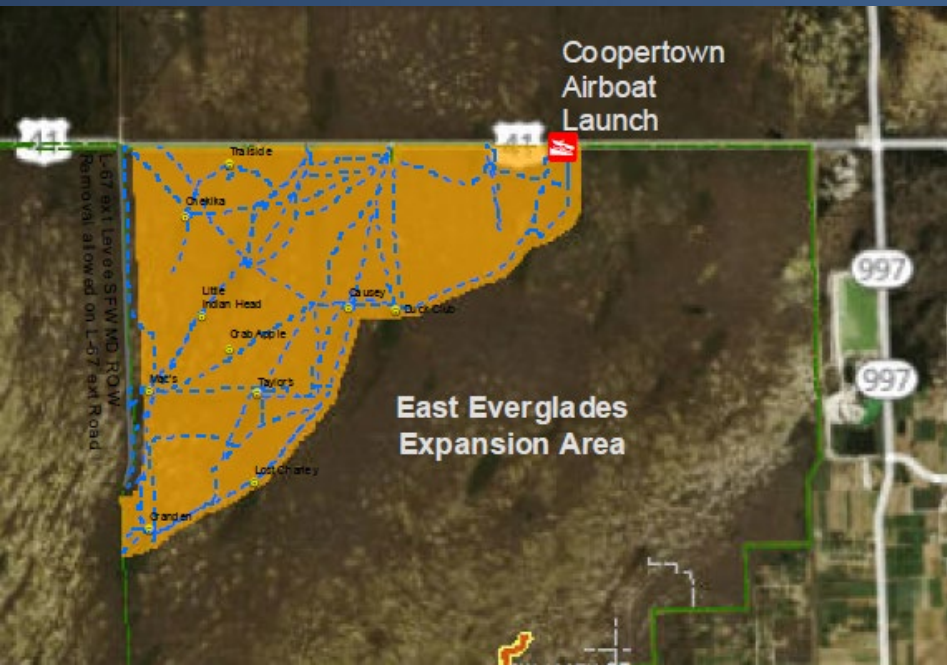 Coopertown
Airboat
Launch
41
41
Trailside
L-67 ext Levee SFWMD ROW
Removal allowed on L-67 ext Road
Chekika
997
Little
Indian Head
Causey
Duck Club
Crab Apple
Mac's
Taylor's
997
East Everglades
Expansion Area
Lost Charley
Granden